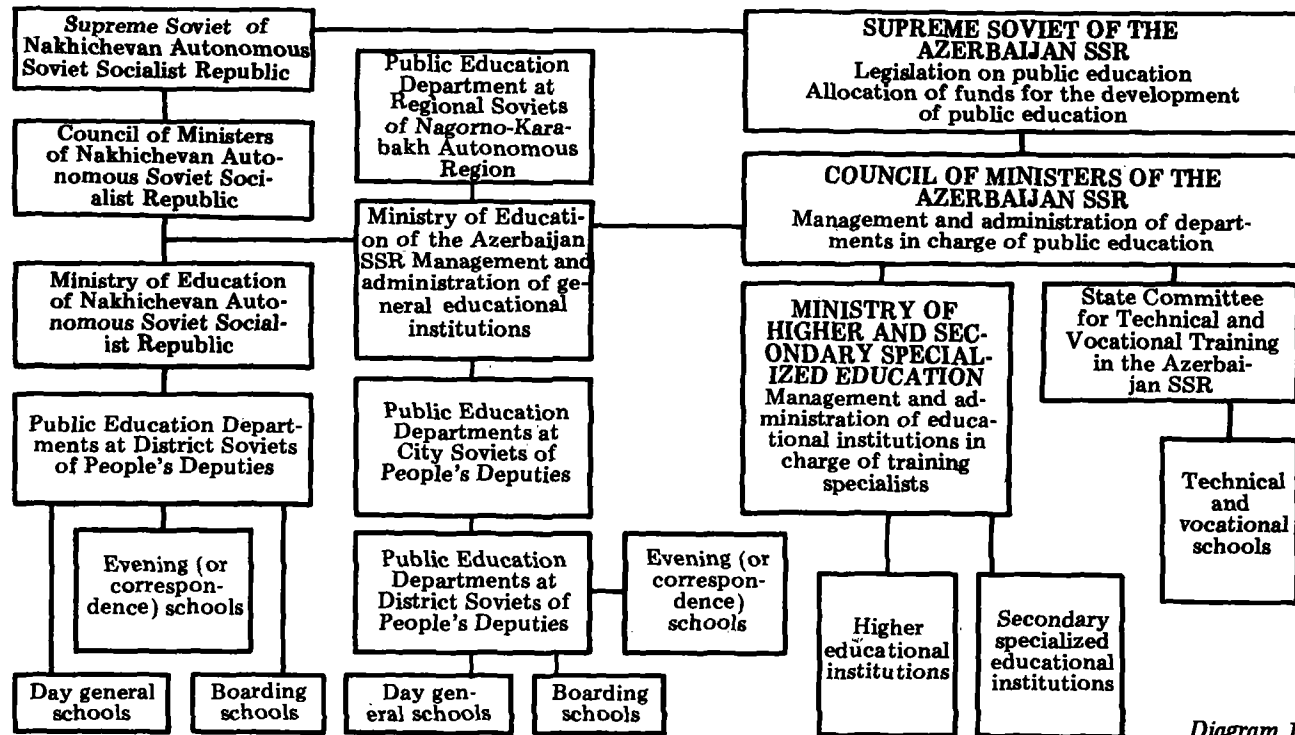 Supreme Soviet of
Nakhichevan Autonomous
Soviet Socialist Republic
Council of Ministers
of Nakhichevan Auto-
nomous Soviet Soci-
alist Republic
Ministry of Education
of Nakhichevan Auto-
nomous Soviet Social-
ist Republic
Public Education Depart-
ments at District Soviets
of People's Deputies
Evening (or
correspon-
dence) schools
Day general
schools
Boarding
schools
Public Education
Department at
Regional Soviets
of Nagorno-Kara-
bakh Autonomous
Region
Ministry of Educati-
on of the Azerbaijan
SSR Management and
administration of ge-
neral educational
institutions
Public Education
Departments at
City Soviets of
People's Deputies
Public Education
Departments at
District Soviets of
People's Deputies
Evening (or
correspon-
dence)
schools
Day gen-
eral schools
Boarding
schools
SUPREME SOVIET OF THE
AZERBAIJAN SSR
Legislation on public education
Allocation of funds for the development
of public education
COUNCIL OF MINISTERS OF THE
AZERBAIJAN SSR
Management and administration of depart-
ments in charge of public education
MINISTRY OF
HIGHER AND SEC-
ONDARY SPECIAL-
IZED EDUCATION
Management and ad-
ministration of educa-
tional institutions in
charge of training
specialists
Higher
educational
institutions
Secondary
specialized
educational
institutions
State Committee
for Technical and
Vocational Training
in the Azerbai-
jan SSR
Technical
and
vocational
schools
Diagram